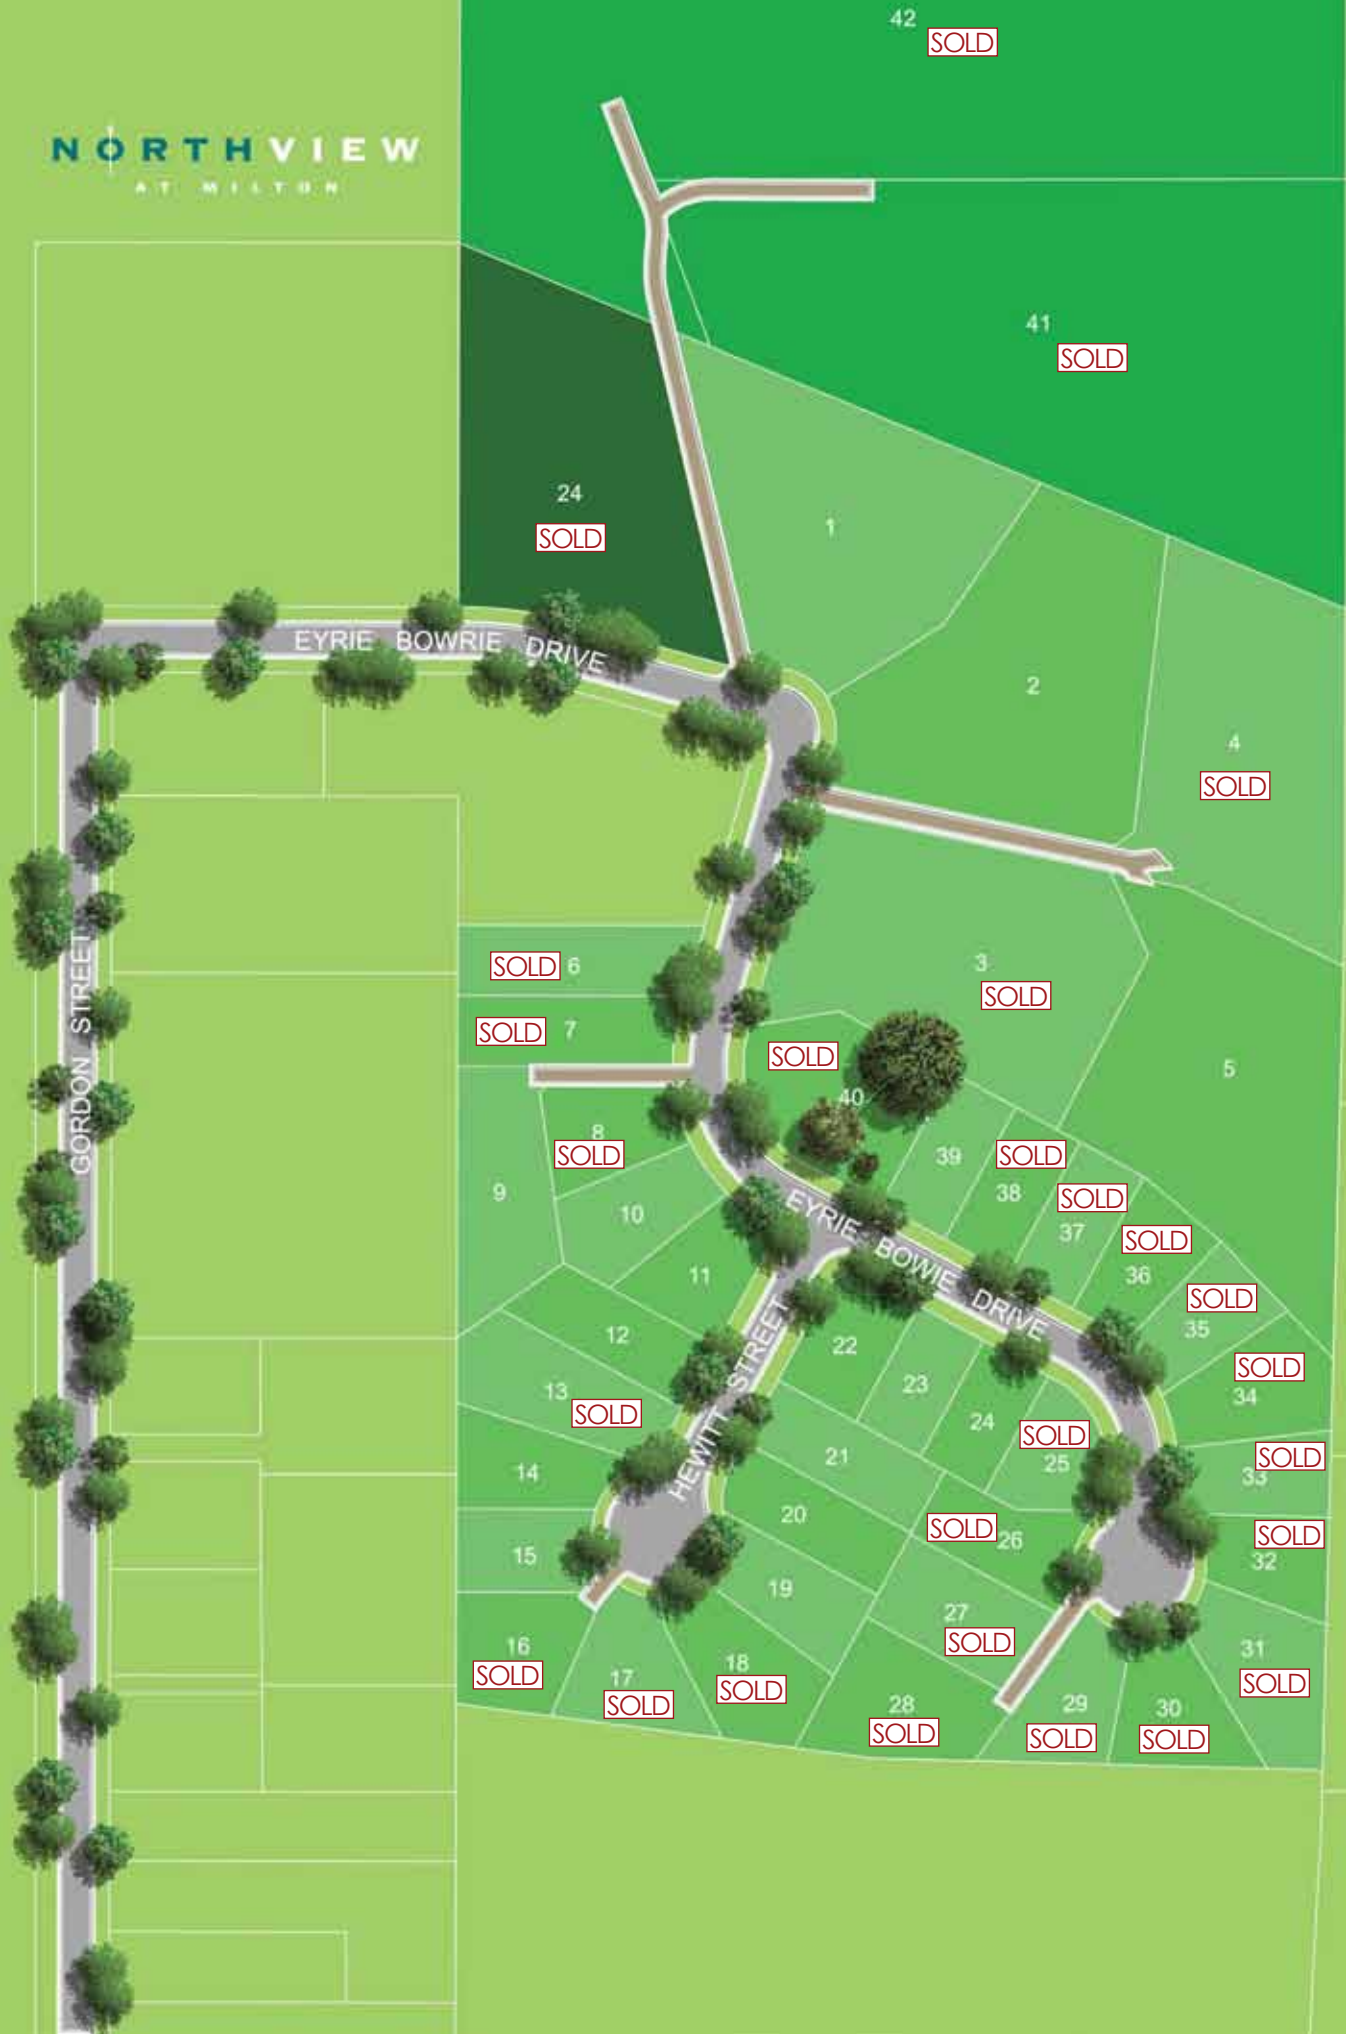 42
SOLD
NORTHVIEW
AT MILTON
41
SOLD
24
SOLD
1
EYRIE BOWRIE DRIVE
2
4
SOLD
GORDON STREET
SOLD 6
SOLD 7
3
SOLD
SOLD
40
5
8
SOLD
9
10
11
39
SOLD
38
SOLD
37
SOLD
36
SOLD
35
SOLD
34
EYRIE BOWIE DRIVE
HEWITT STREET
12
13
SOLD
14
15
16
SOLD
17
SOLD
18
SOLD
19
20
21
22
23
24
SOLD
25
SOLD 26
27
SOLD
28
SOLD
29
SOLD
30
SOLD
31
SOLD
SOLD
32
SOLD
33